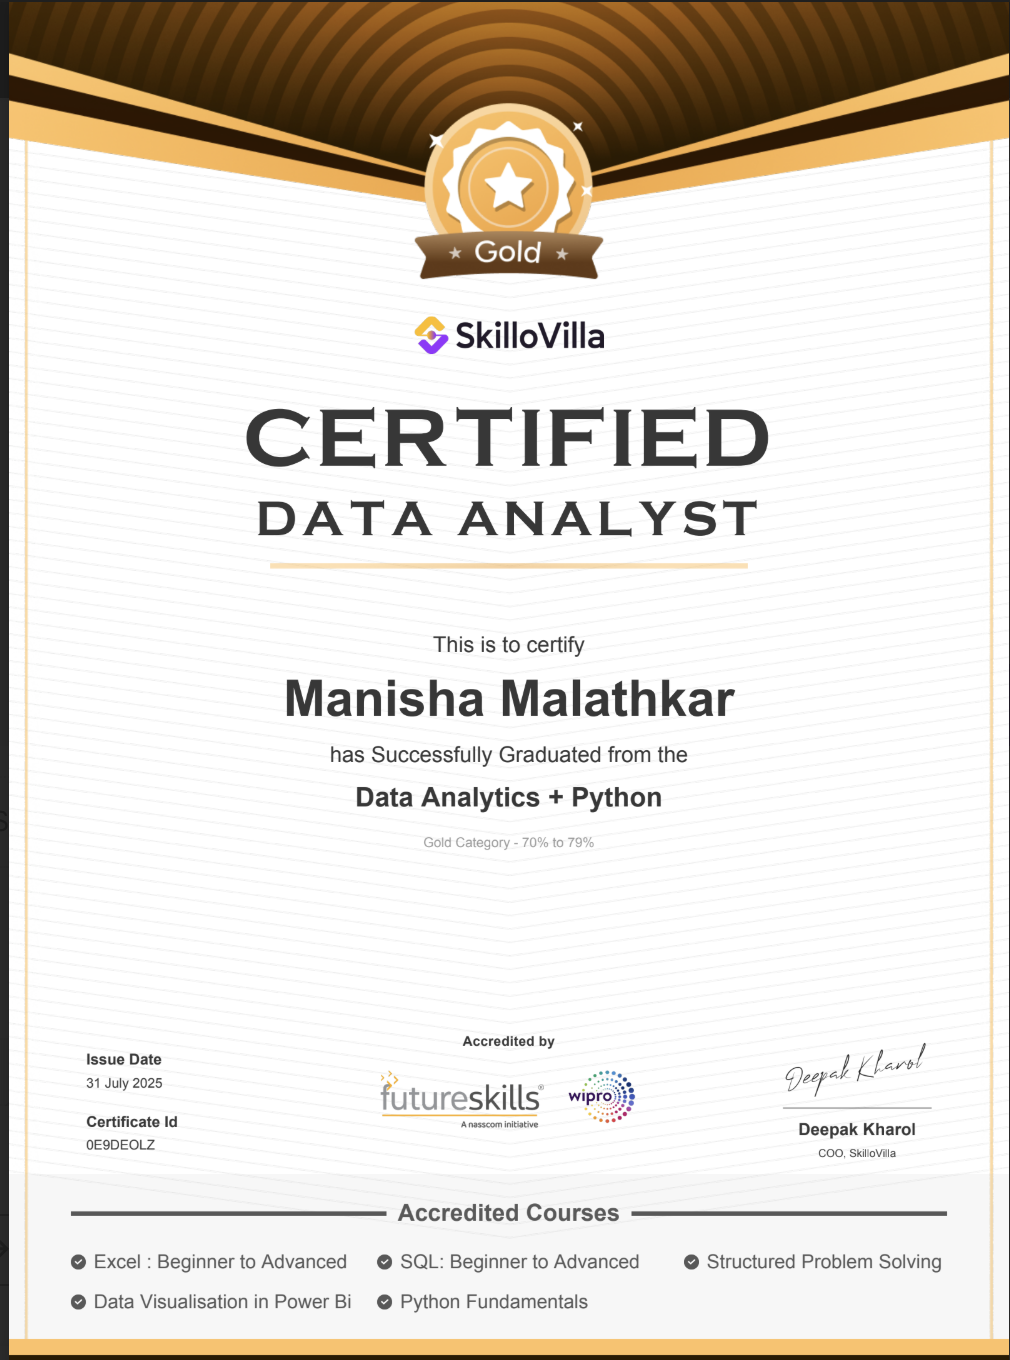 Gold
SkilloVilla
CERTIFIED
DATA ANALYST
This is to certify
Manisha Malathkar
has Successfully Graduated from the
Data Analytics + Python
Gold Category - 70% to 79%
Accredited by
Issue Date
31 July 2025
Certificate Id
0E9DEOLZ
futureskills®
A nasscom initiative
wipro
Deepak Kharol
Deepak Kharol
COO, SkilloVilla
Accredited Courses
Excel : Beginner to Advanced
SQL: Beginner to Advanced
Structured Problem Solving
Data Visualisation in Power Bi
Python Fundamentals